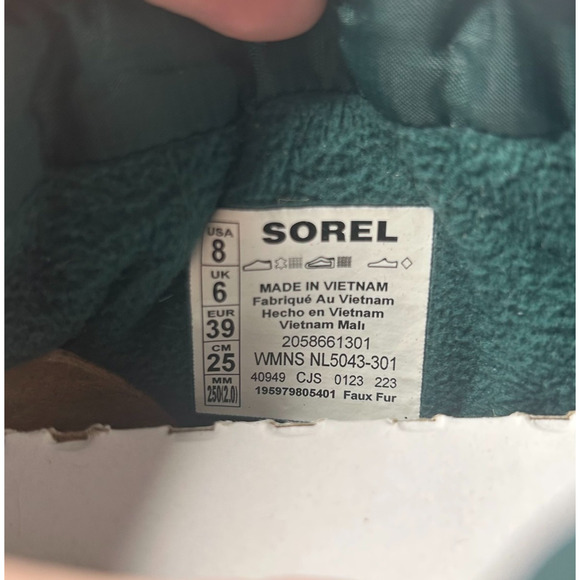 USA
8
UK
6
EUR
39
CM
25
MM
250(2.0)
SOREL
MADE IN VIETNAM
Fabriqué Au Vietnam
Hecho en Vietnam
Vietnam Malı
2058661301
WMNS NL5043-301
40949 CJS 0123 223
195979805401 Faux Fur